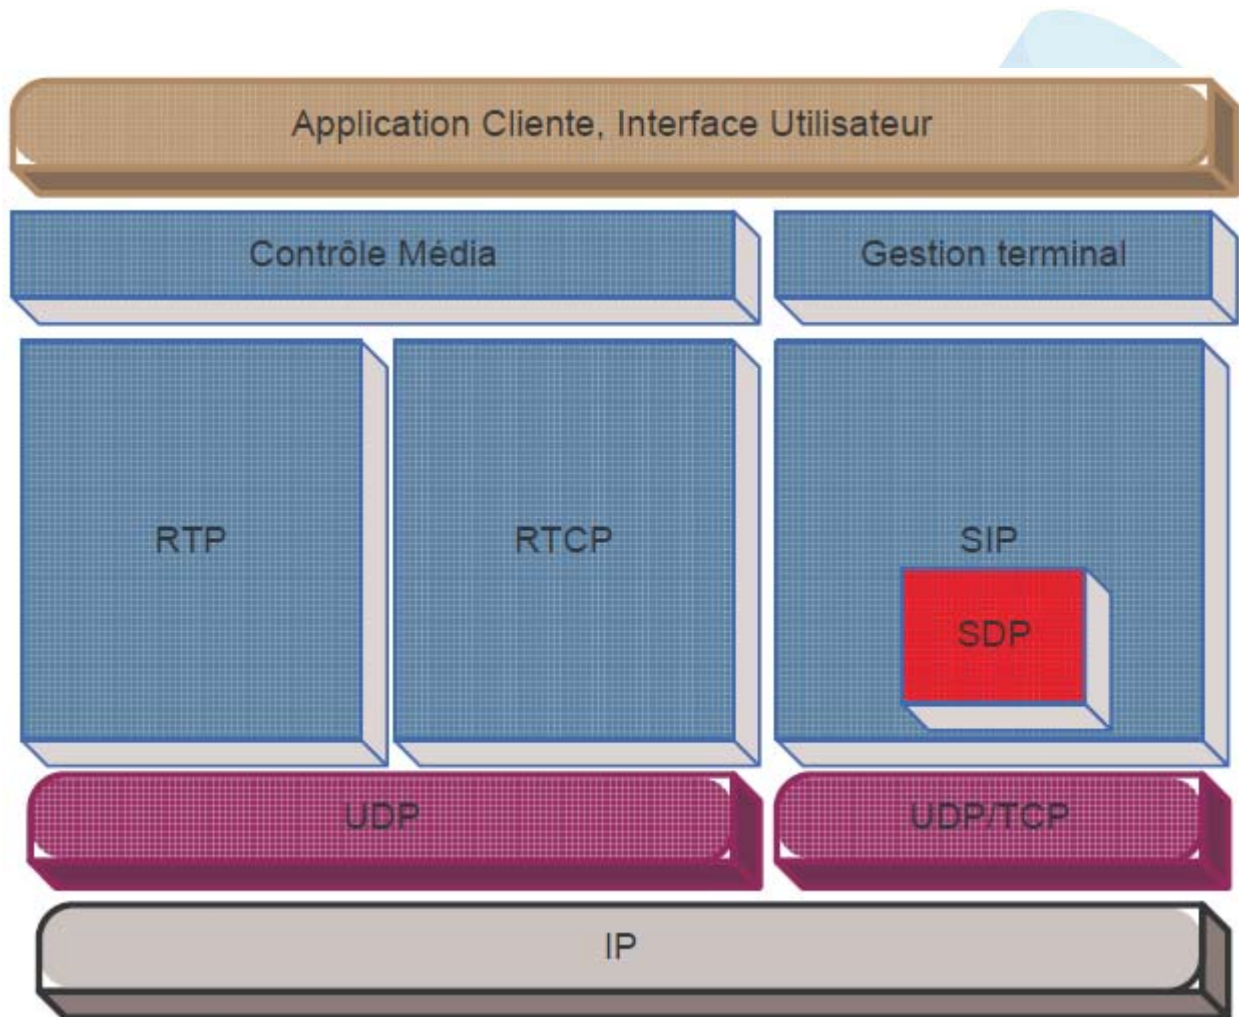 Application Cliente, Interface Utilisateur
Contrôle Média
Gestion terminal
RTP
RTCP
SIP
SDP
UDP
UDP/TCP
IP